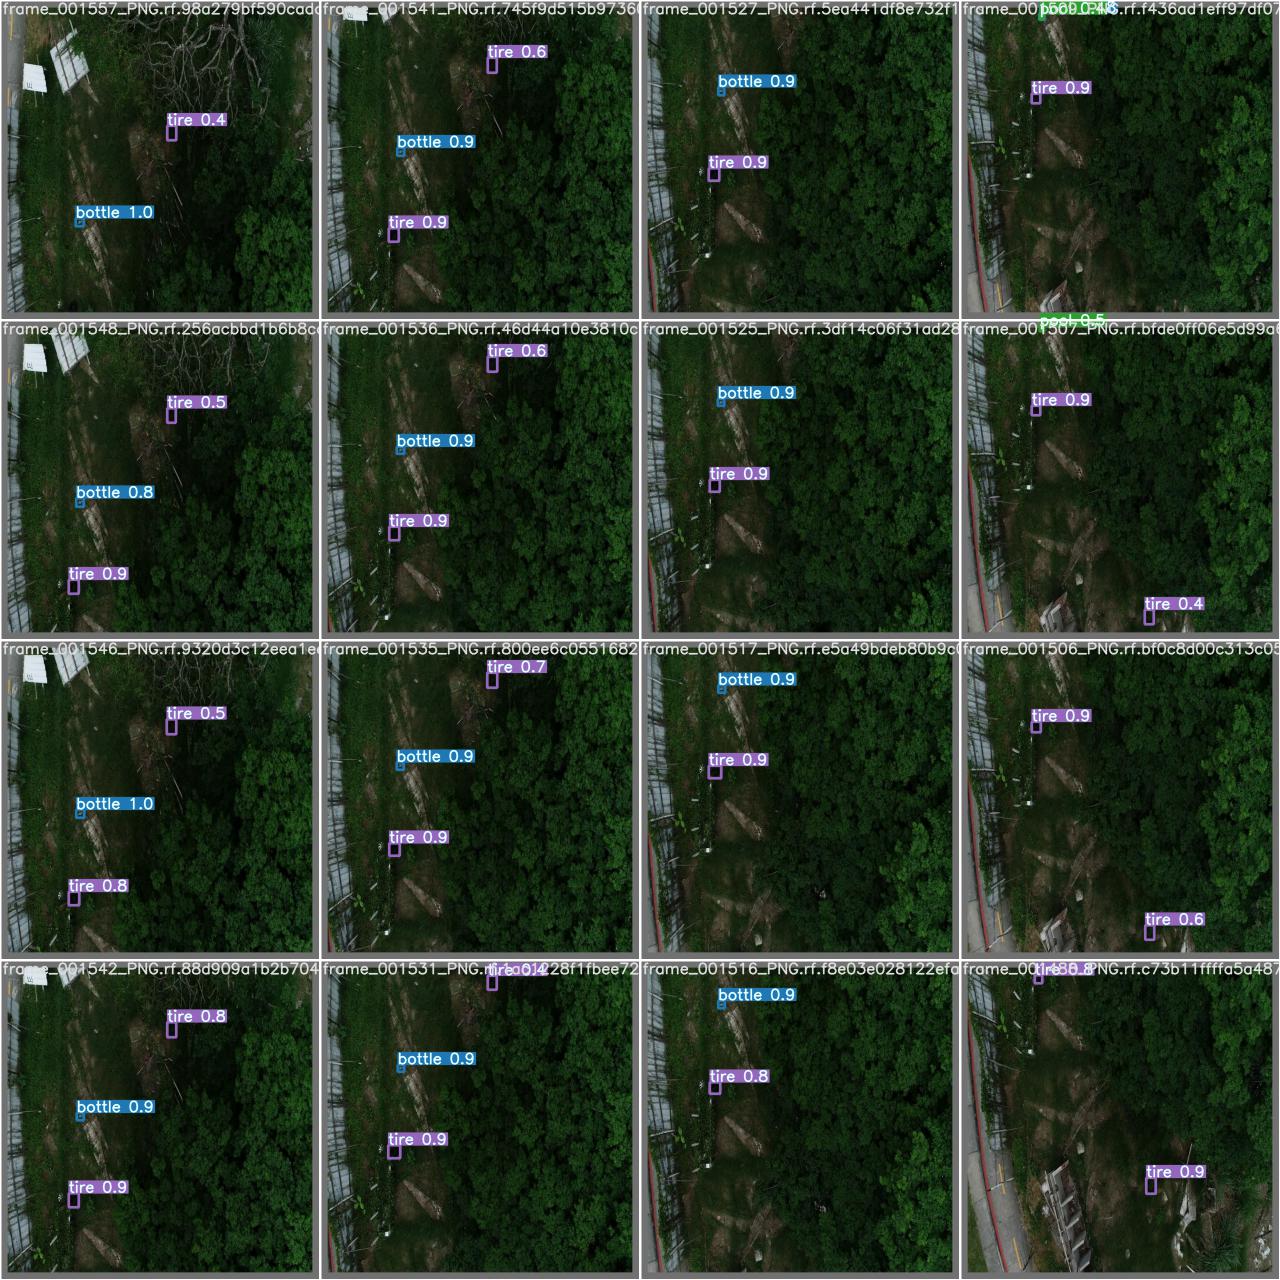 frame_001557_PNG.rf.98a279bf590cadc
tire 0.4
bottle 1.0
frame_001541_PNG.rf.745f9d515b9736
tire 0.6
bottle 0.9
tire 0.9
frame_001527_PNG.rf.5ea441df8e732f1
bottle 0.9
tire 0.9
tire 0.9
frame_001548_PNG.rf.256acbbd1b6b8c
tire 0.5
bottle 0.8
tire 0.9
frame_001536_PNG.rf.46d44a10e3810c
tire 0.6
bottle 0.9
tire 0.9
frame_001525_PNG.rf.3df14c06f31ad28
bottle 0.9
tire 0.9
pool 0.5
tire 0.9
tire 0.4
frame_001546_PNG.rf.9320d3c12eea1e
tire 0.5
bottle 1.0
tire 0.8
frame_001535_PNG.rf.800ee6c0551682
tire 0.7
bottle 0.9
tire 0.9
frame_001517_PNG.rf.e5a49bdeb80b9c
bottle 0.9
tire 0.9
frame_001506_PNG.rf.bf0c8d00c313c05
tire 0.9
tire 0.6
frame_001542_PNG.rf.88d909a1b2b704
tire 0.8
bottle 0.9
tire 0.9
bottle 0.9
tire 0.9
frame_001516_PNG.rf.f8e03e028122efa
bottle 0.9
tire 0.8
tire 0.9